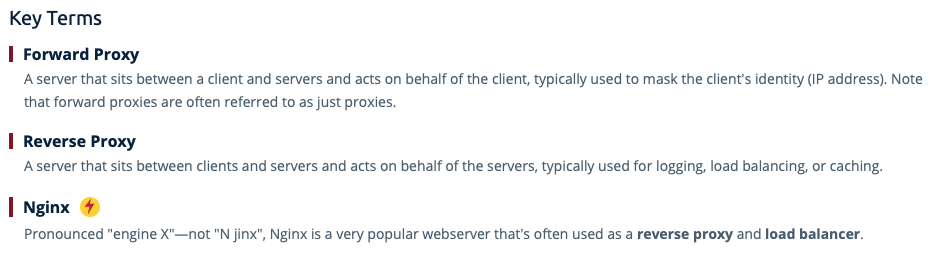 Key Terms
Forward Proxy
A server that sits between a client and servers and acts on behalf of the client, typically used to mask the client's identity (IP address). Note
that forward proxies are often referred to as just proxies.
Reverse Proxy
A server that sits between clients and servers and acts on behalf of the servers, typically used for logging, load balancing, or caching.
Nginx
Pronounced "engine X"—not "N jinx", Nginx is a very popular webserver that's often used as a reverse proxy and load balancer.